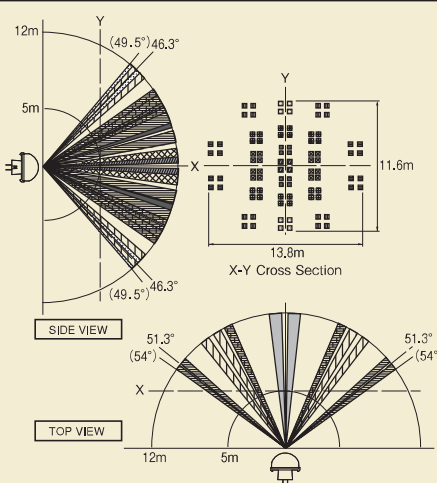 Y
12m
(49.5°)
46.3°
5m
X
46.3°
(49.5°)
SIDE VIEW
Y
11.6m
13.8m
X-Y Cross Section
51.3°
(54°)
51.3°
(54°)
X
TOP VIEW
12m
5m